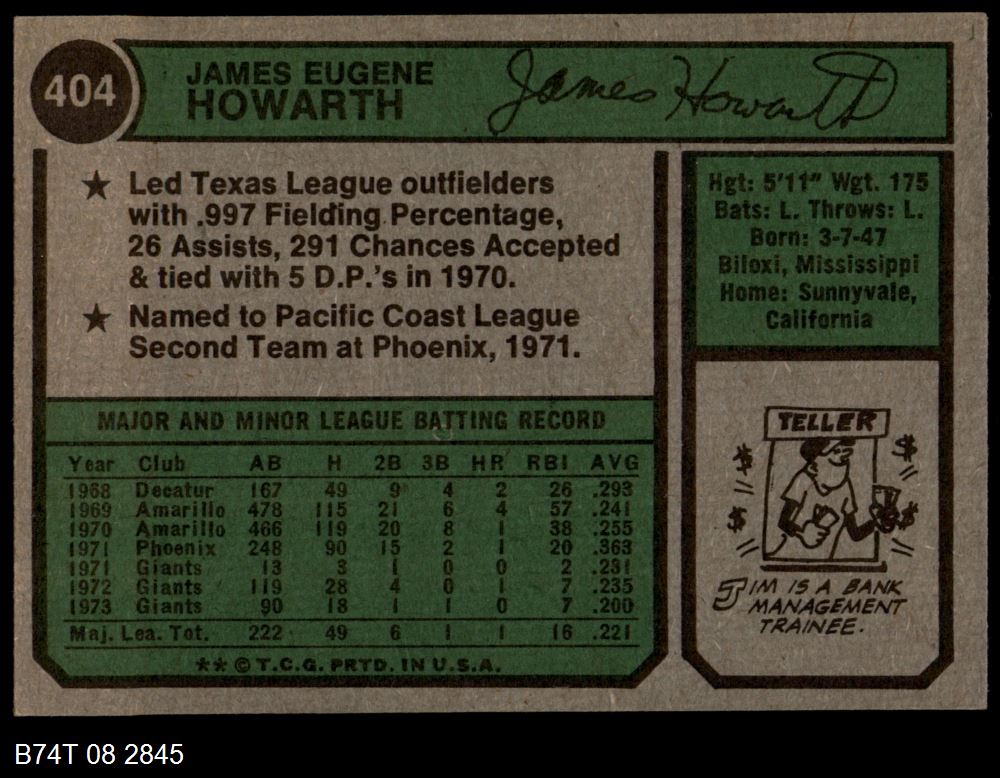 404
JAMES EUGENE
HOWARTH
James Howarth
★ Led Texas League outfielders
with .997 Fielding Percentage,
26 Assists, 291 Chances Accepted
& tied with 5 D.P.'s in 1970.
★ Named to Pacific Coast League
Second Team at Phoenix, 1971.
Hgt: 5'11" Wgt. 175
Bats: L. Throws: L.
Born: 3-7-47
Biloxi, Mississippi
Home: Sunnyvale,
California
MAJOR AND MINOR LEAGUE BATTING RECORD
Year Club AB H 2B 3B HR RBI AVG
1968 Decatur 167 49 9 4 2 26 .293
1969 Amarillo 478 115 21 6 4 57 .241
1970 Amarillo 466 119 20 8 1 38 .255
1971 Phoenix 248 90 15 2 1 20 .363
1971 Giants 13 3 1 0 0 2 .231
1972 Giants 119 28 4 0 1 7 .235
1973 Giants 90 18 1 1 0 7 .200
Maj. Lea. Tot. 222 49 6 1 1 16 .221
** © T.C.G. PRTD. IN U.S.A.
TELLER
$ $ $ $
JIM IS A BANK
MANAGEMENT
TRAINEE.
B74T 08 2845